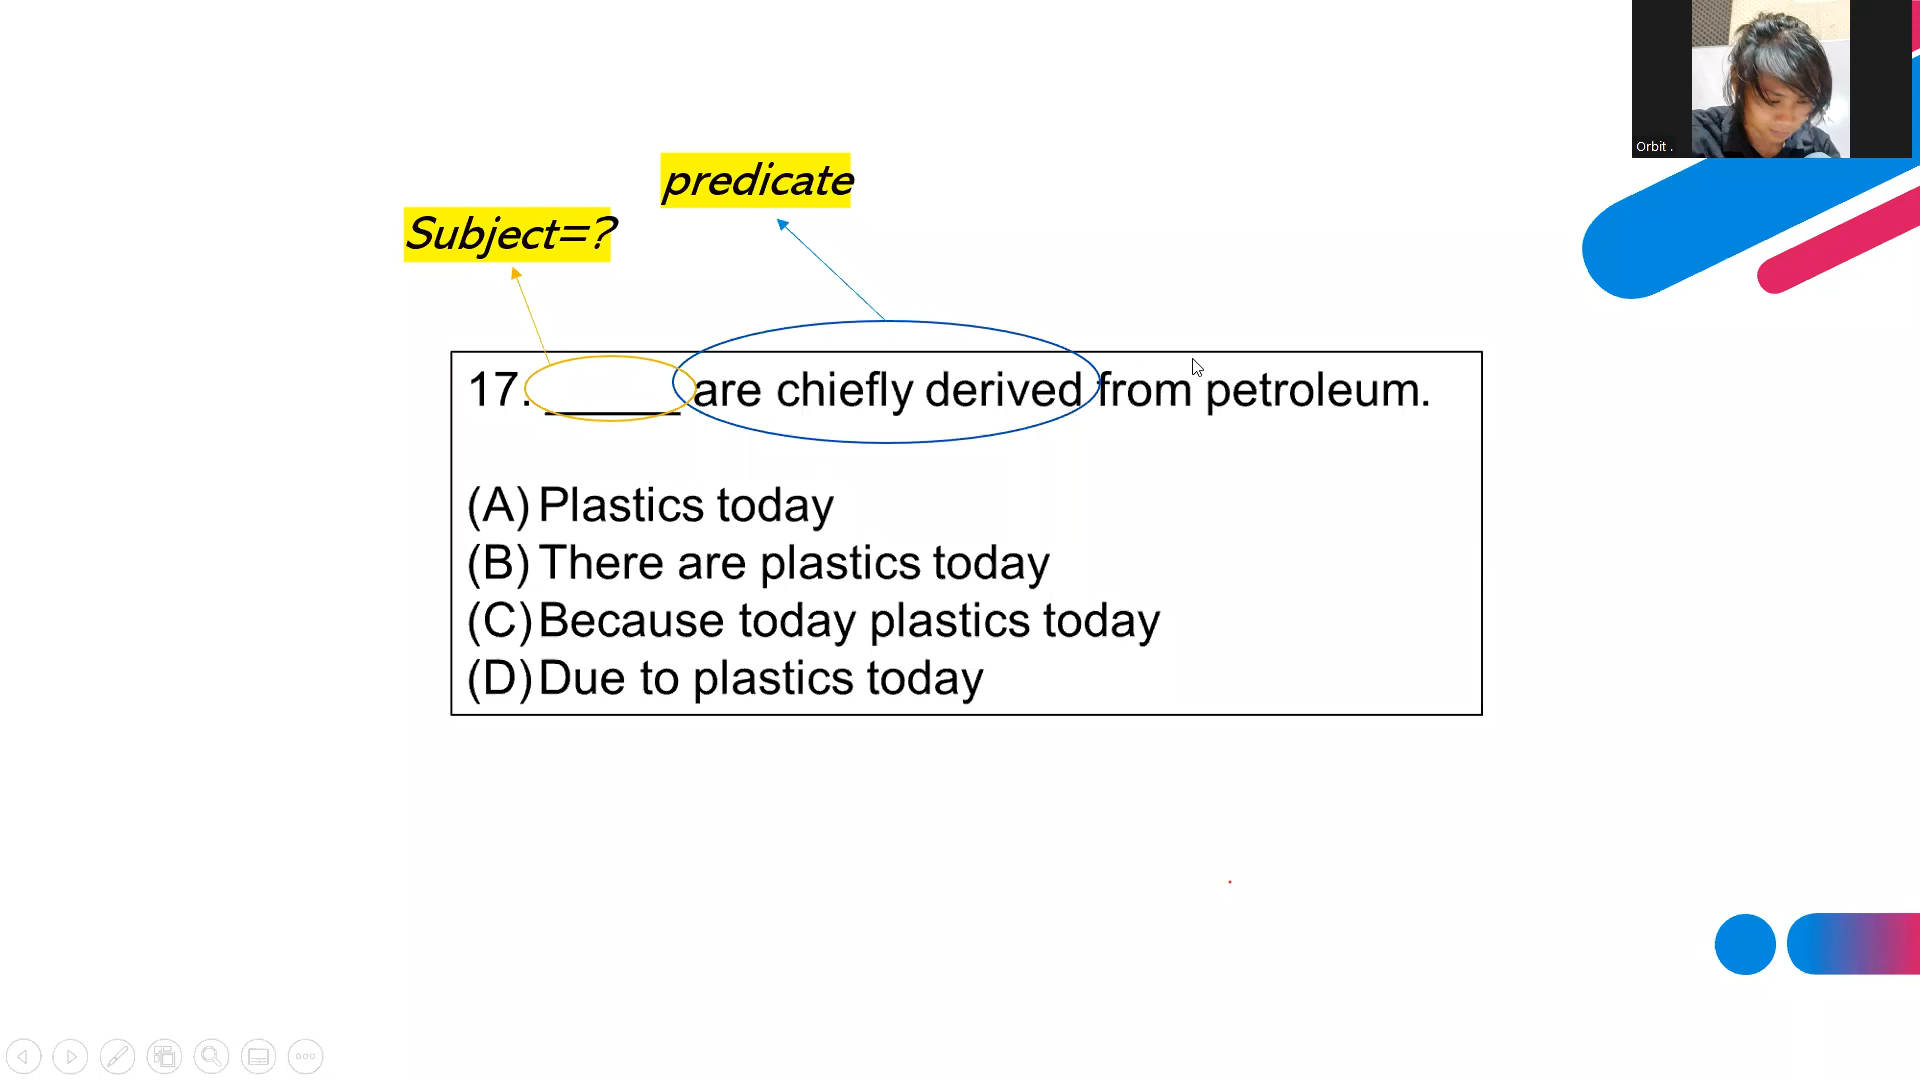 Orbit .
predicate
Subject=?
17. ______ are chiefly derived from petroleum.
(A) Plastics today
(B) There are plastics today
(C) Because today plastics today
(D) Due to plastics today